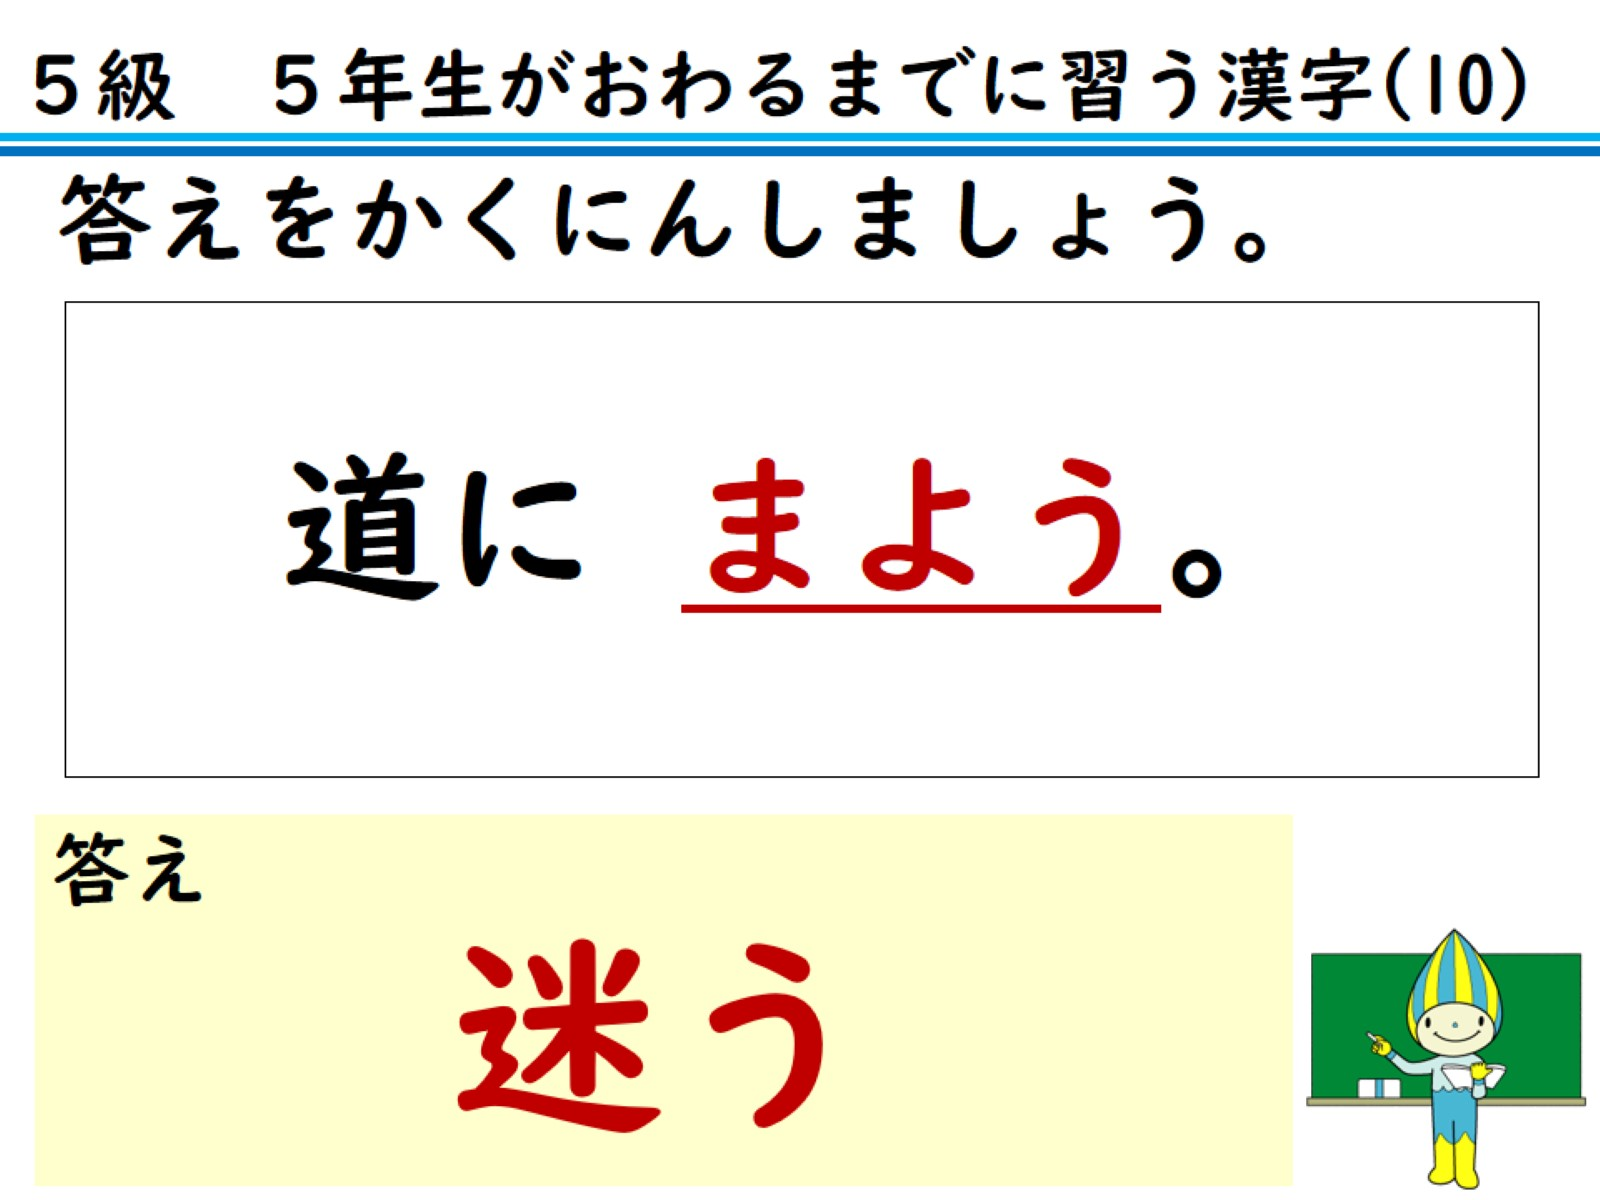 ５級　５年生がおわるまでに習う漢字(10)
答えをかくにんしましょう。
道に　まよう。
答え
迷う